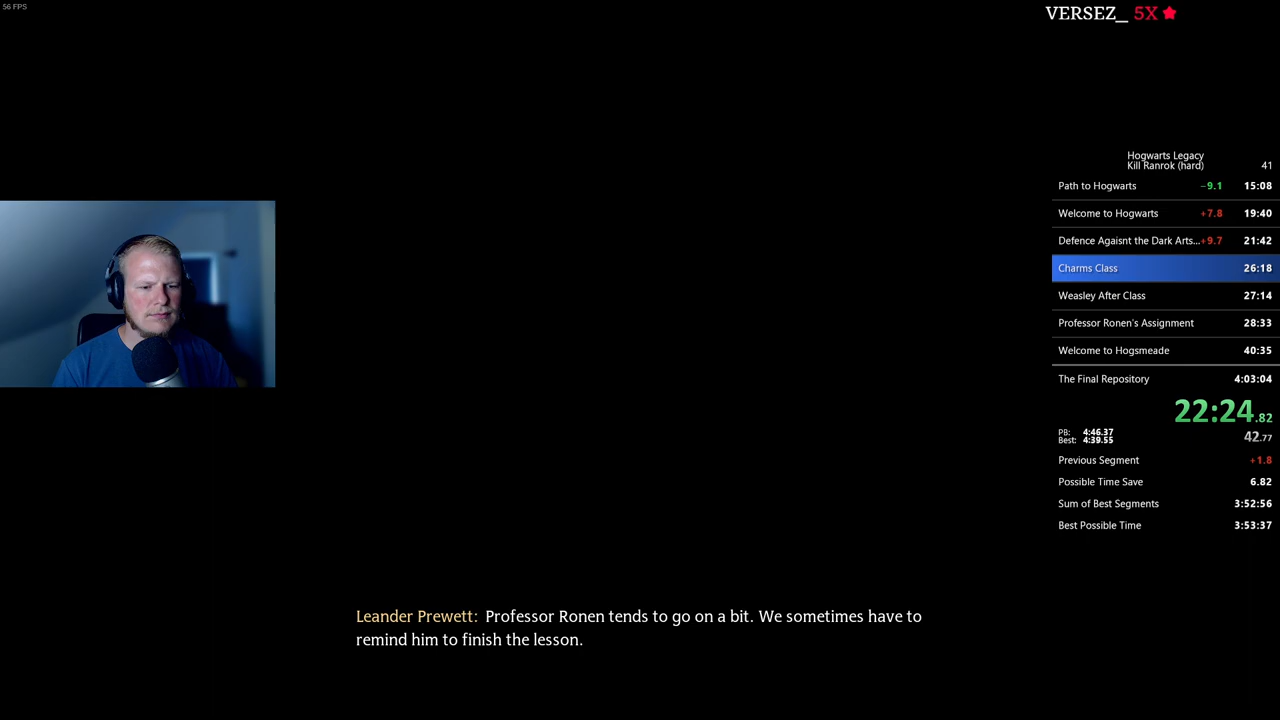 56 FPS
VERSEZ_ 5X
Hogwarts Legacy
Kill Ranrok (hard) 41
Path to Hogwarts −9.1 15:08
Welcome to Hogwarts +7.8 19:40
Defence Agaisnt the Dark Arts... +9.7 21:42
Charms Class 26:18
Weasley After Class 27:14
Professor Ronen's Assignment 28:33
Welcome to Hogsmeade 40:35
The Final Repository 4:03:04
22:24.82
PB: 4:46.37
Best: 4:39.55
42.77
Previous Segment +1.8
Possible Time Save 6.82
Sum of Best Segments 3:52:56
Best Possible Time 3:53:37
Leander Prewett: Professor Ronen tends to go on a bit. We sometimes have to
remind him to finish the lesson.